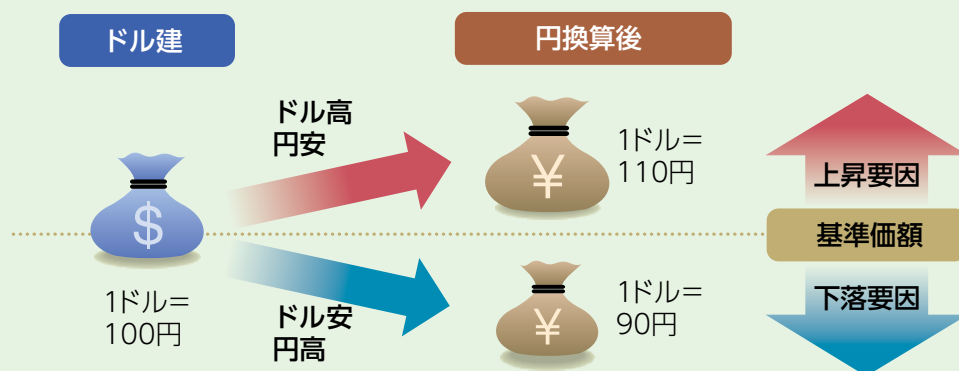 ドル建
円換算後
ドル高
円安
¥
1ドル=
110円
上昇要因
$
1ドル=
100円
基準価額
ドル安
円高
¥
1ドル=
90円
下落要因